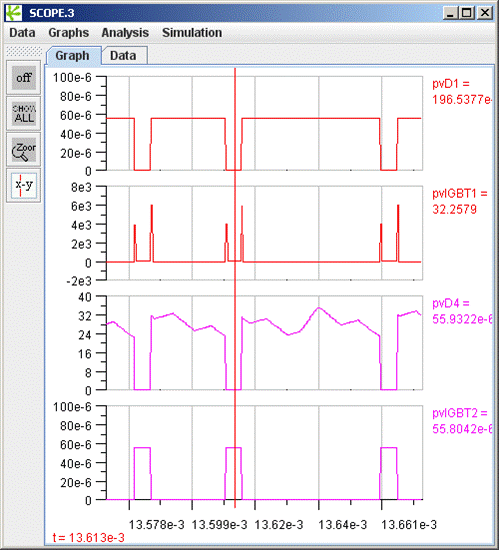 SCOPE.3
Data Graphs Analysis Simulation
Graph Data
off
SHOW
ALL
Zoom
x-y
100e-6
80e-6
60e-6
40e-6
20e-6
0
pvD1 =
196.5377e
8e3
6e3
4e3
2e3
0
-2e3
pvIGBT1 =
32.2579
40
32
24
16
8
0
pvD4 =
55.9322e-6
100e-6
80e-6
60e-6
40e-6
20e-6
0
pvIGBT2 =
55.8042e-6
13.578e-3 13.599e-3 13.62e-3 13.64e-3 13.661e-3
t = 13.613e-3